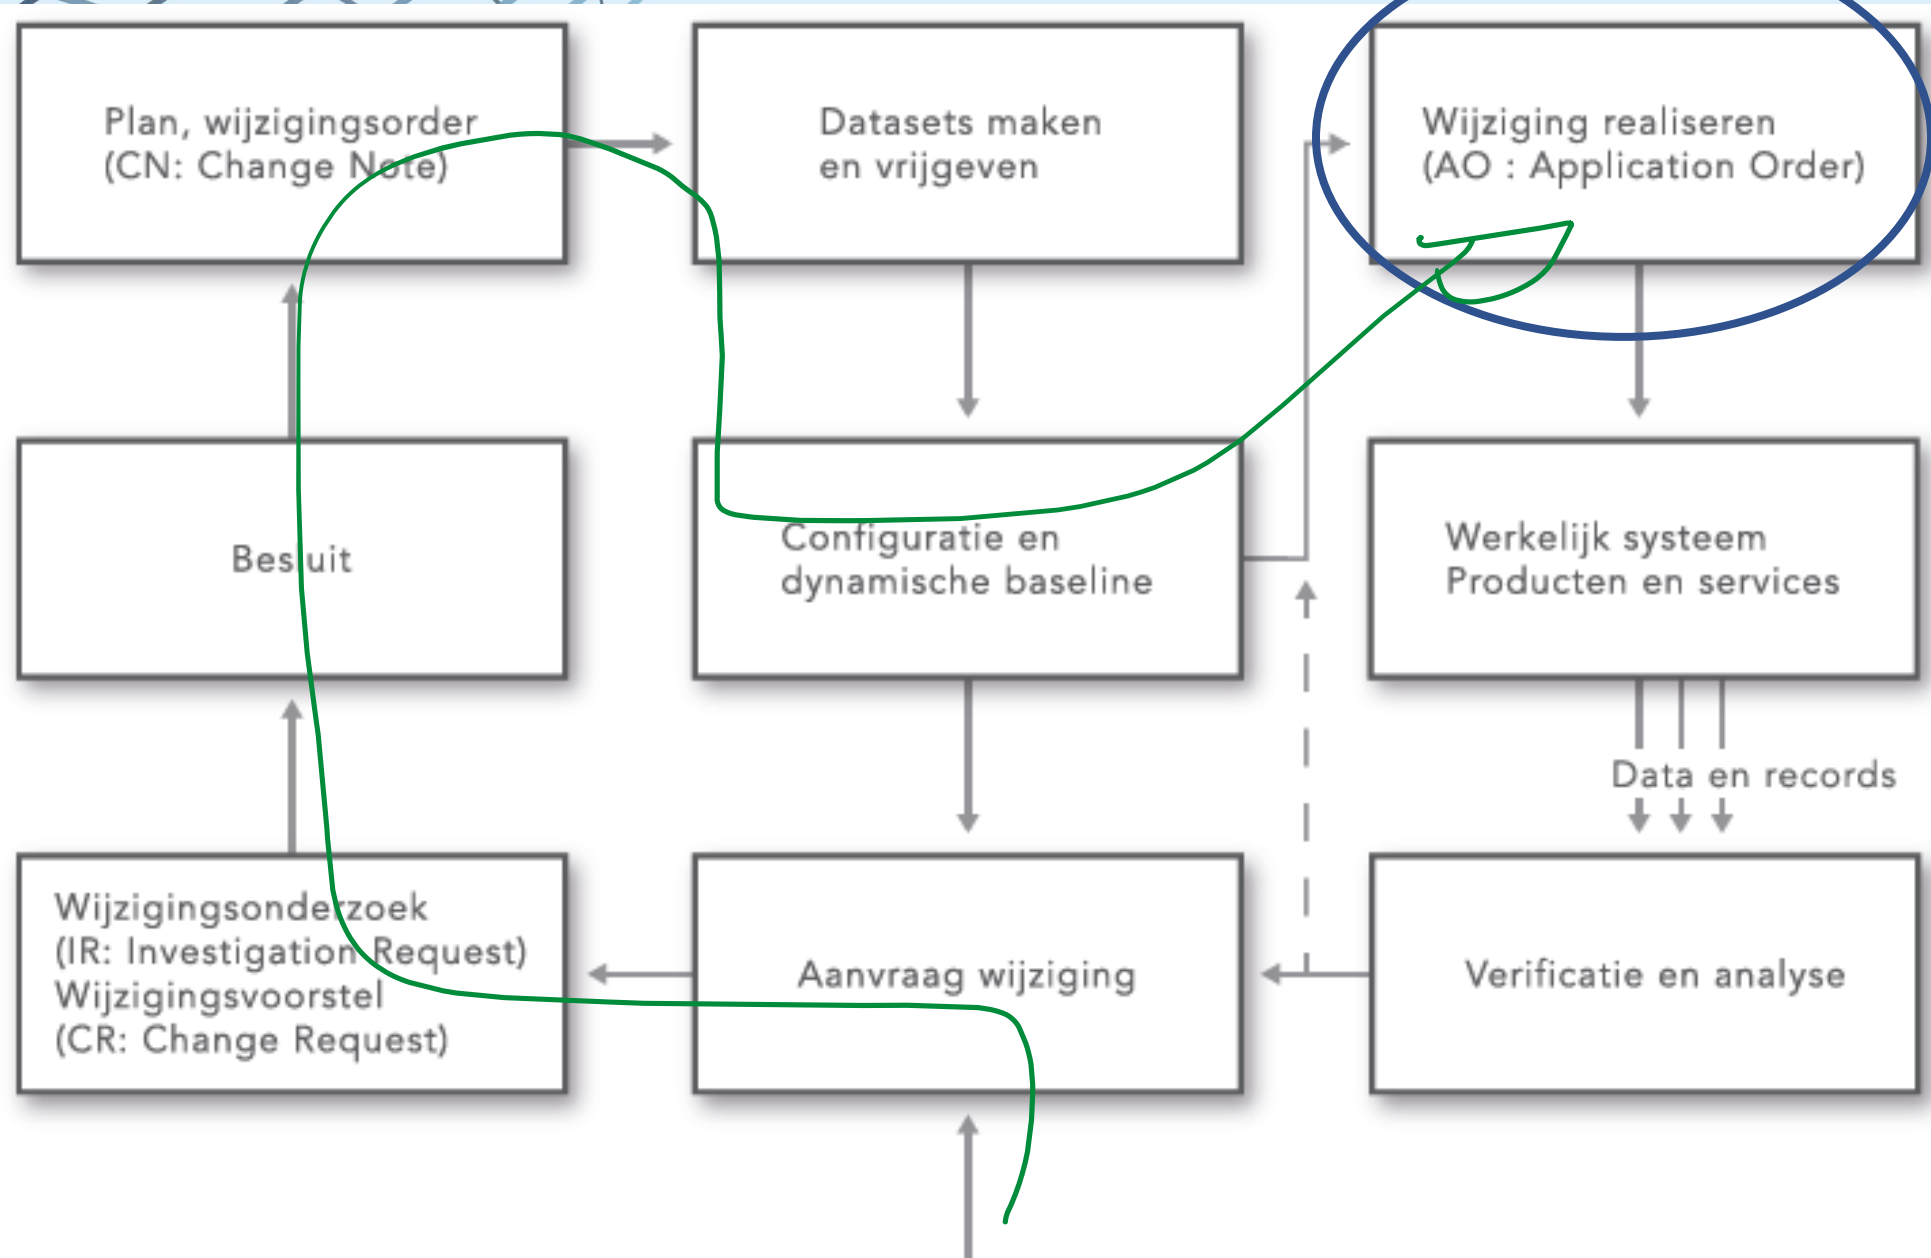 Plan, wijzigingsorder
(CN: Change Note)
Datasets maken
en vrijgeven
Wijziging realiseren
(AO : Application Order)
Besluit
Configuratie en
dynamische baseline
Werkelijk systeem
Producten en services
Data en records
Wijzigingsonderzoek
(IR: Investigation Request)
Wijzigingsvoorstel
(CR: Change Request)
Aanvraag wijziging
Verificatie en analyse